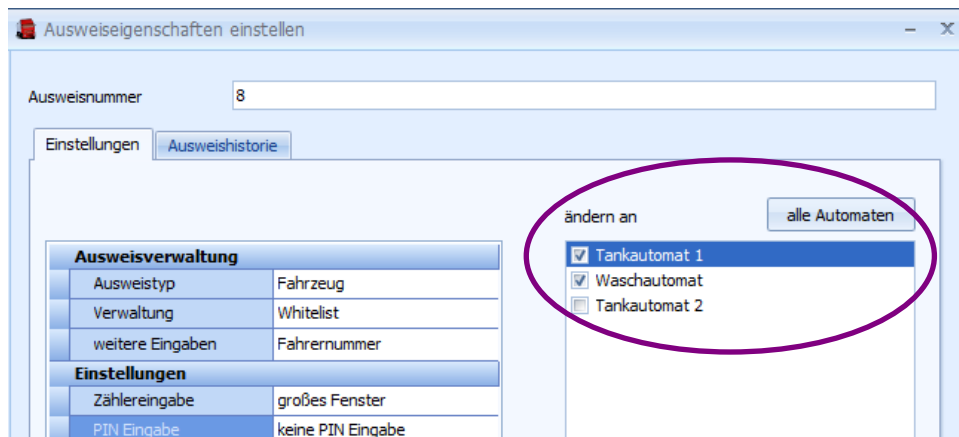 Ausweiseigenschaften einstellen
Ausweisnummer 8
Einstellungen Ausweishistorie
ändern an alle Automaten
Ausweisverwaltung
Ausweistyp Fahrzeug
Verwaltung Whitelist
weitere Eingaben Fahrernummer
Einstellungen
Zählereingabe großes Fenster
PIN Eingabe keine PIN Eingabe
Tankautomat 1
Waschautomat
Tankautomat 2